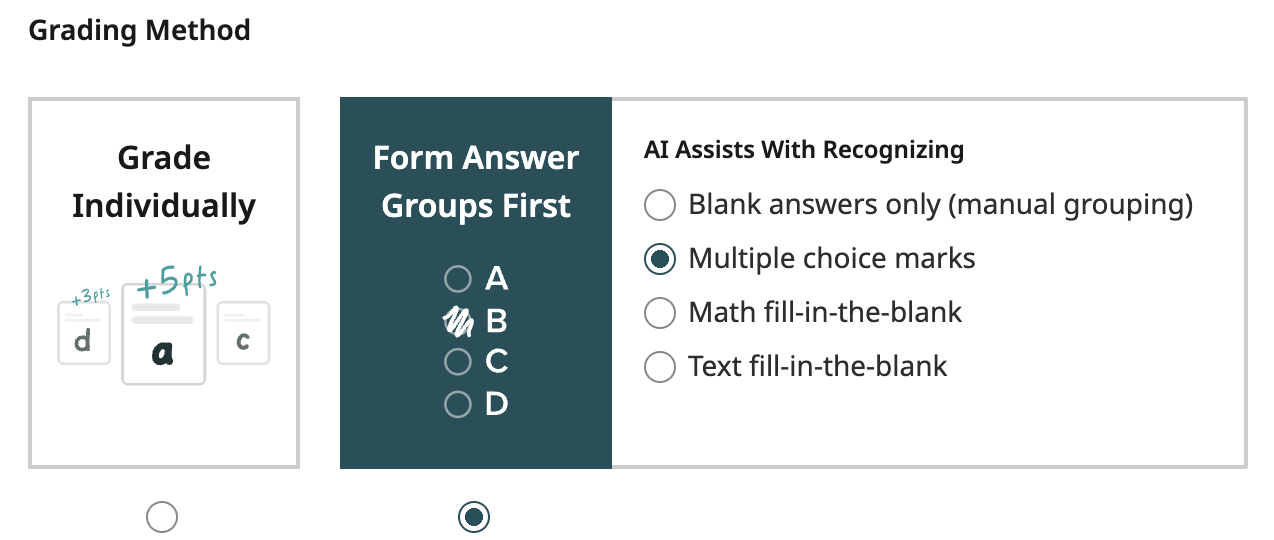 Grading Method
Grade
Individually
+3pts
+5pts
d
a
c
Form Answer
Groups First
A
B
C
D
AI Assists With Recognizing
Blank answers only (manual grouping)
Multiple choice marks
Math fill-in-the-blank
Text fill-in-the-blank